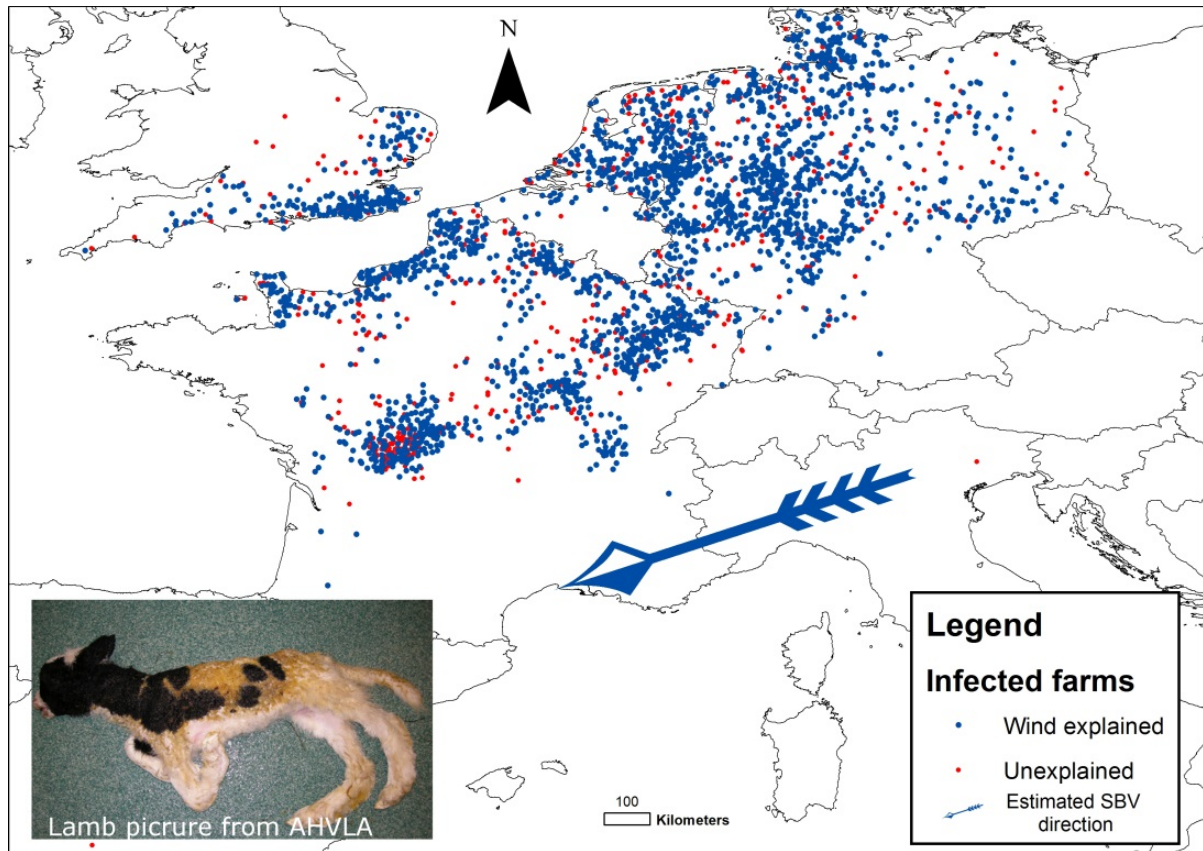 N
Legend
Infected farms
Wind explained
Unexplained
Estimated SBV
direction
100
Kilometers
Lamb picrure from AHVLA